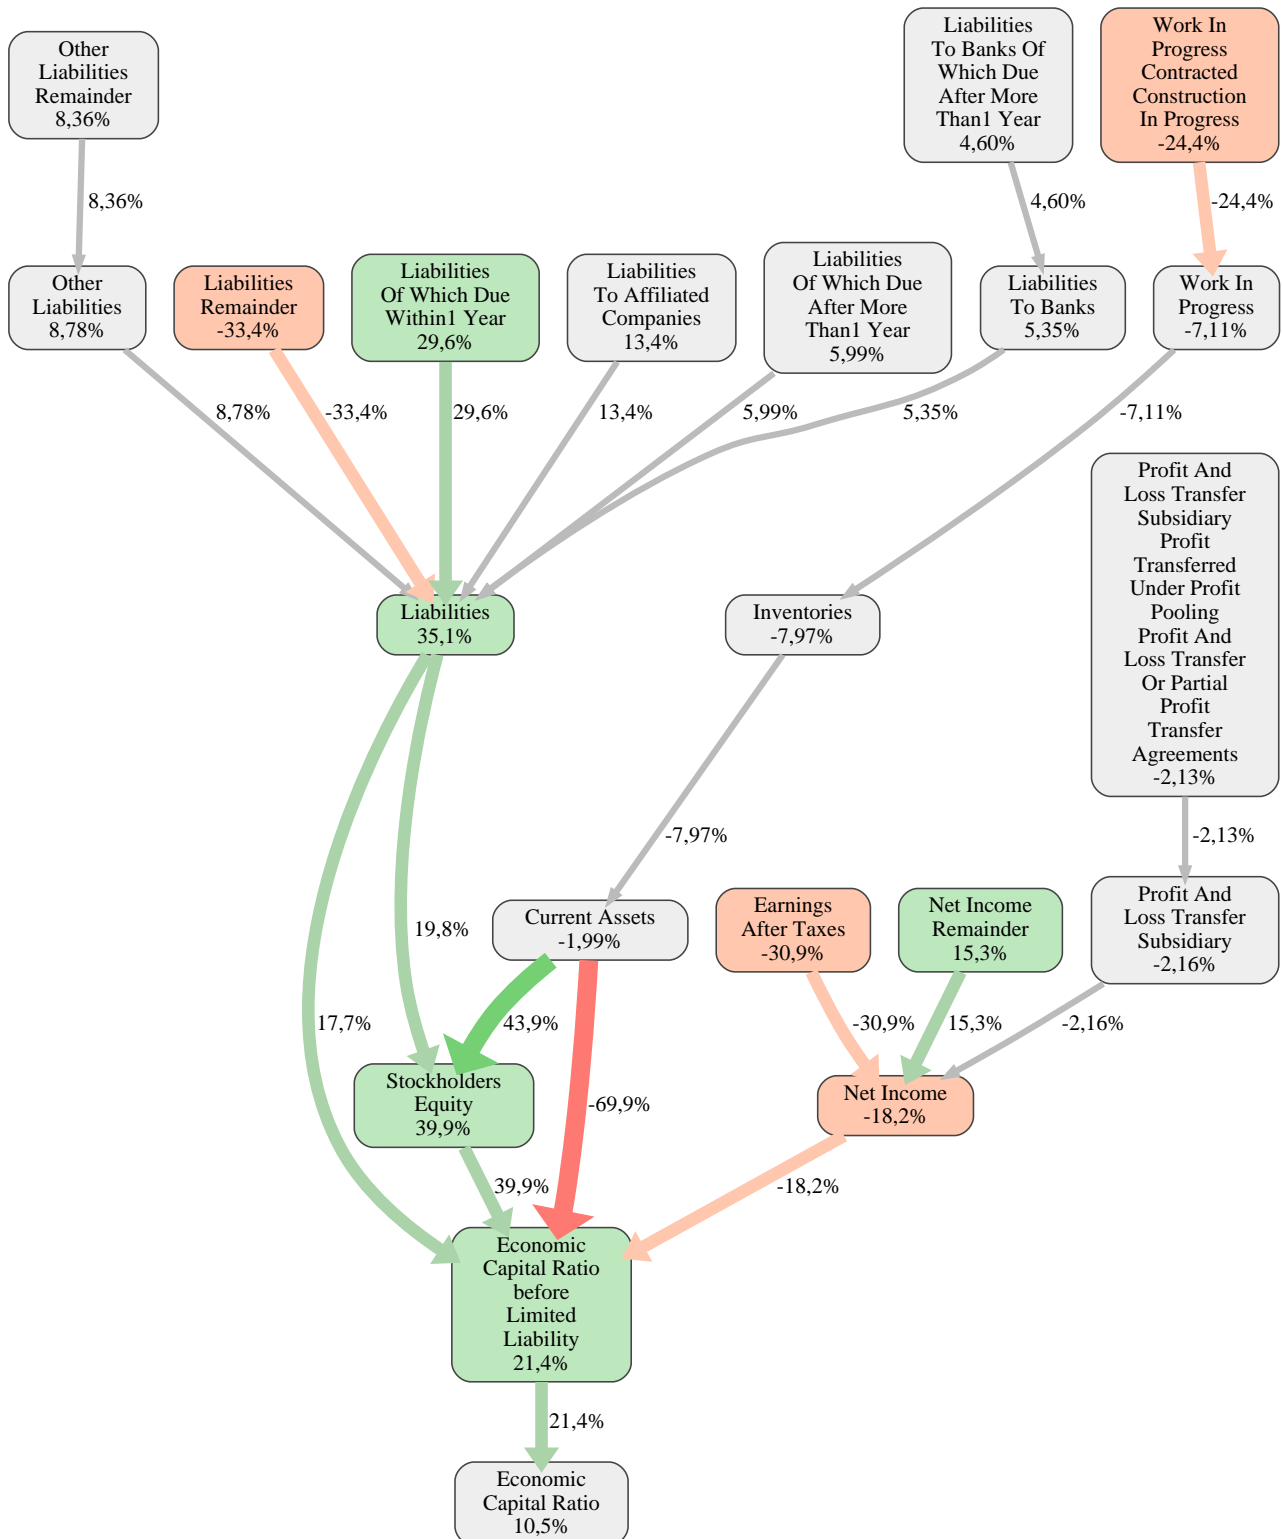 Other
Liabilities
Remainder
8,36%
Liabilities
To Banks Of
Which Due
After More
Than1 Year
4,60%
Work In
Progress
Contracted
Construction
In Progress
-24,4%
8,36%
4,60%
-24,4%
Other
Liabilities
8,78%
Liabilities
Remainder
-33,4%
Liabilities
Of Which Due
Within1 Year
29,6%
Liabilities
To Affiliated
Companies
13,4%
Liabilities
Of Which Due
After More
Than1 Year
5,99%
Liabilities
To Banks
5,35%
Work In
Progress
-7,11%
8,78%
-33,4%
29,6%
13,4%
5,99%
5,35%
-7,11%
Profit And
Loss Transfer
Subsidiary
Profit
Transferred
Under Profit
Pooling
Profit And
Loss Transfer
Or Partial
Profit
Transfer
Agreements
-2,13%
Liabilities
35,1%
Inventories
-7,97%
-7,97%
-2,13%
19,8%
Current Assets
-1,99%
Earnings
After Taxes
-30,9%
Net Income
Remainder
15,3%
Profit And
Loss Transfer
Subsidiary
-2,16%
17,7%
43,9%
-30,9%
15,3%
-2,16%
Stockholders
Equity
39,9%
-69,9%
Net Income
-18,2%
39,9%
-18,2%
Economic
Capital Ratio
before
Limited
Liability
21,4%
21,4%
Economic
Capital Ratio
10,5%